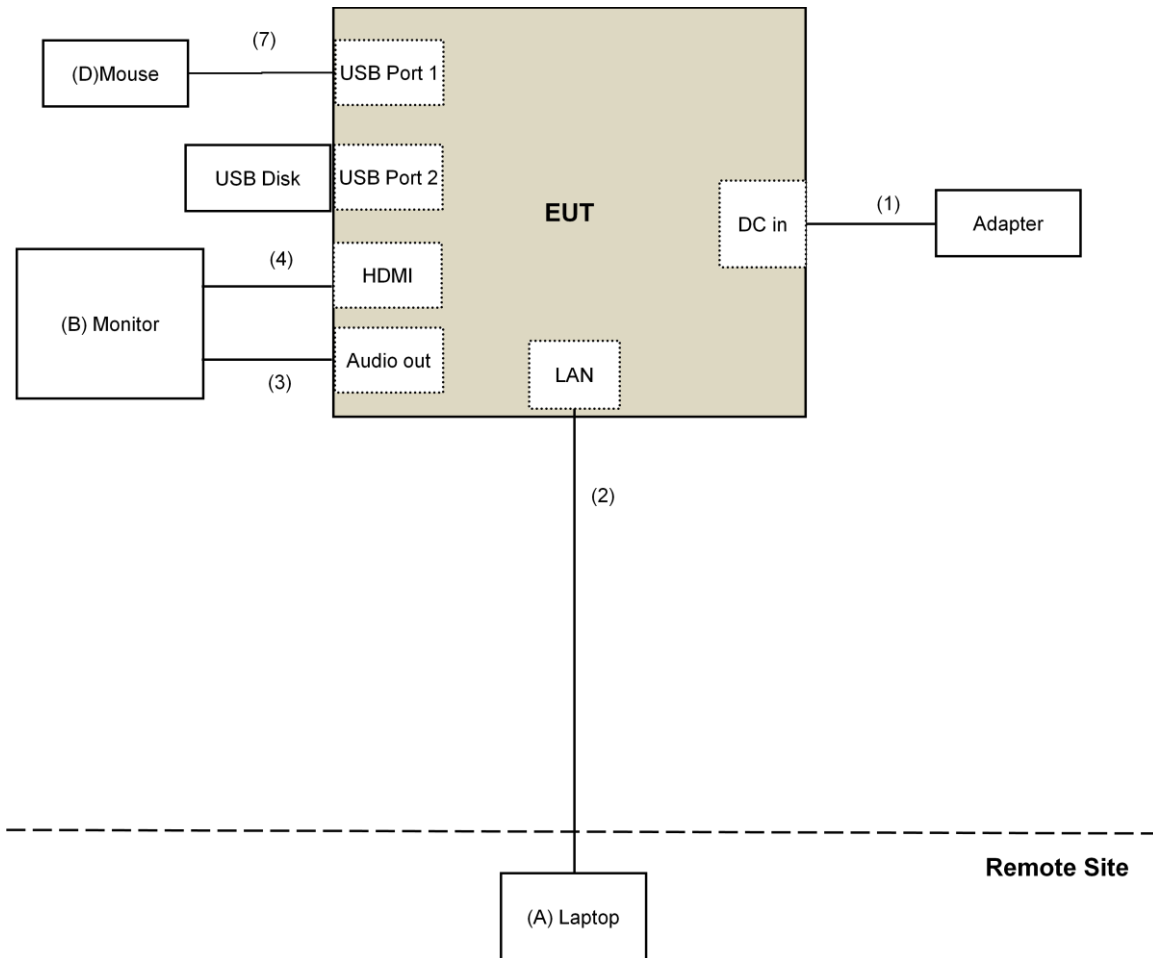 (7)
(D)Mouse
USB Port 1
USB Disk
USB Port 2
EUT
DC in
(1)
Adapter
(4)
HDMI
(B) Monitor
Audio out
(3)
LAN
(2)
Remote Site
(A) Laptop